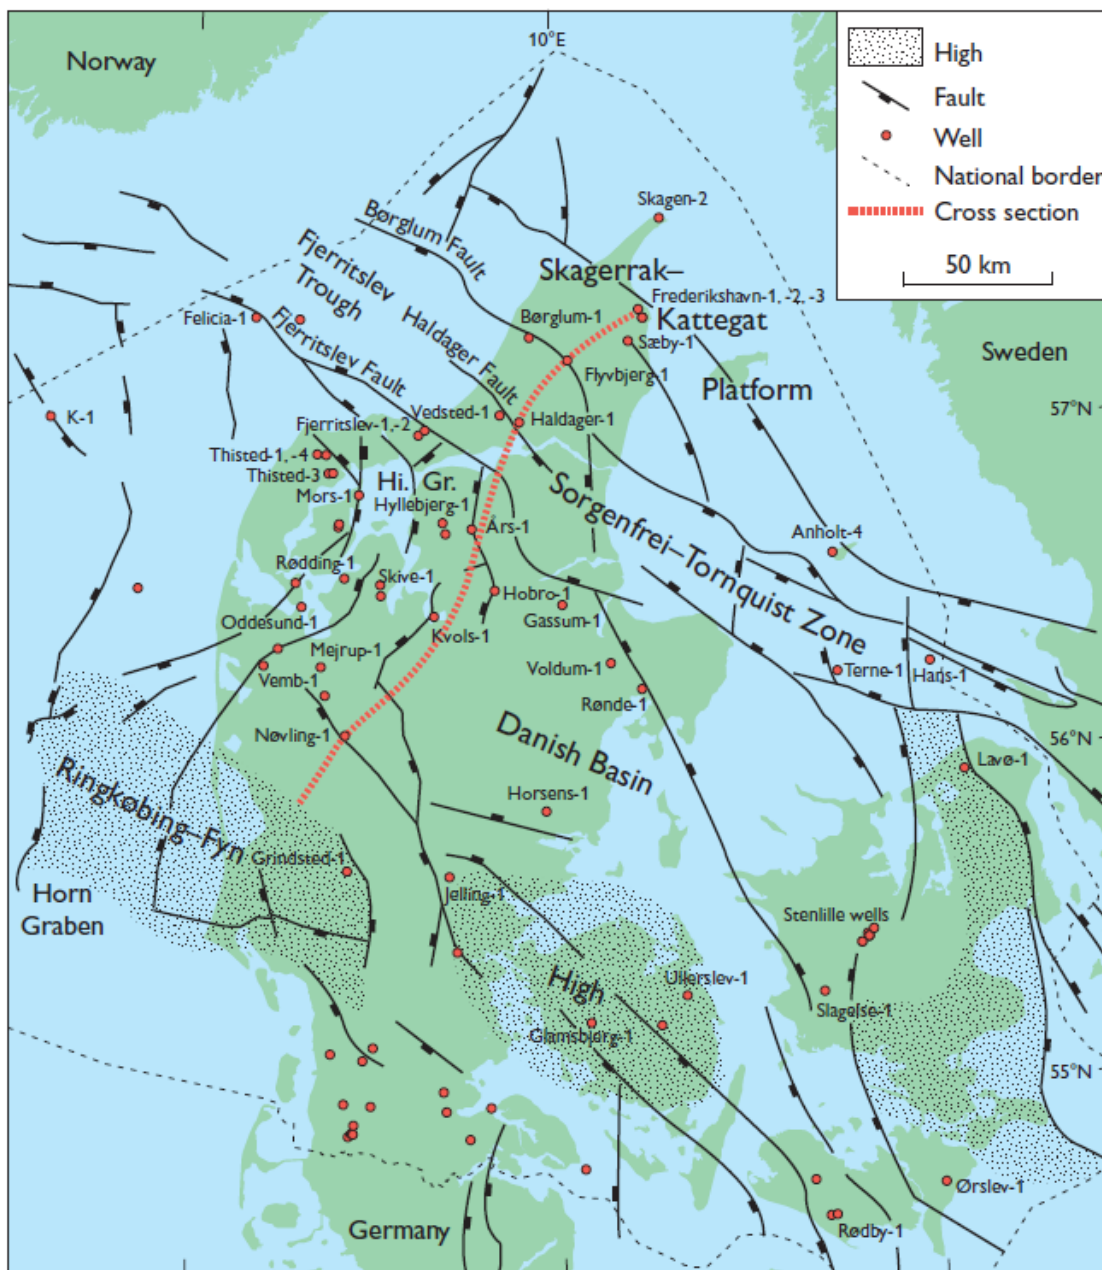 Norway
10°E
High
Fault
Well
National border
Cross section
50 km
Skagen-2
Børglum Fault
Fjerritslev
Trough
Skagerrak–
Kattegat
Platform
Frederikshavn-1, -2, -3
Felicia-1
Fjerritslev Fault
Haldager Fault
Børglum-1
Sæby-1
Flyvbjerg-1
Sweden
57°N
K-1
Vedsted-1
Haldager-1
Fjerritslev-1,-2
Thisted-1, -4
Thisted-3
Mors-1
Hi. Gr.
Hyllebjerg-1
Års-1
Sorgenfrei–Tornquist Zone
Anholt-4
Rødding-1
Skive-1
Hobro-1
Gassum-1
Oddesund-1
Kvols-1
Mejrup-1
Vemb-1
Voldum-1
Rønde-1
Terne-1
Hans-1
Nøvling-1
Danish Basin
56°N
Lavø-1
Ringkøbing–Fyn
Horsens-1
Grindsted-1
Jelling-1
Horn
Graben
Stenlille wells
High
Ullerslev-1
Slagelse-1
Glamsbjerg-1
55°N
Ørslev-1
Rødby-1
Germany